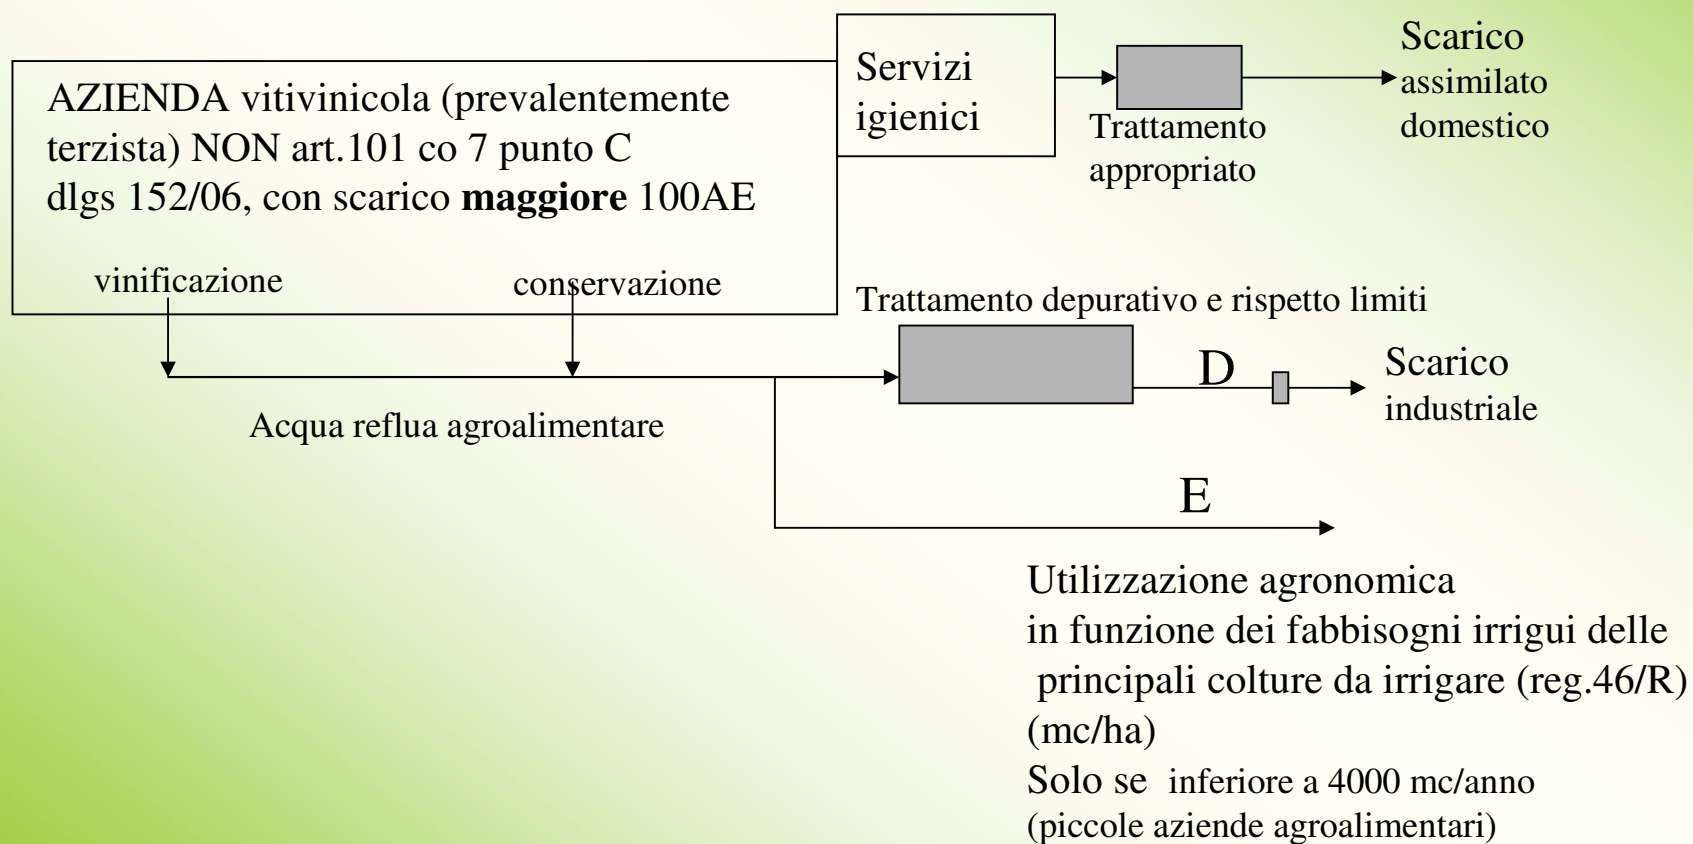 AZIENDA vitivinicola (prevalentemente
terzista) NON art.101 co 7 punto C
dlgs 152/06, con scarico maggiore 100AE
vinificazione
conservazione
Servizi
igienici
Trattamento
appropriato
Scarico
assimilato
domestico
Trattamento depurativo e rispetto limiti
D
Scarico
industriale
Acqua reflua agroalimentare
E
Utilizzazione agronomica
in funzione dei fabbisogni irrigui delle
principali colture da irrigare (reg.46/R)
(mc/ha)
Solo se inferiore a 4000 mc/anno
(piccole aziende agroalimentari)